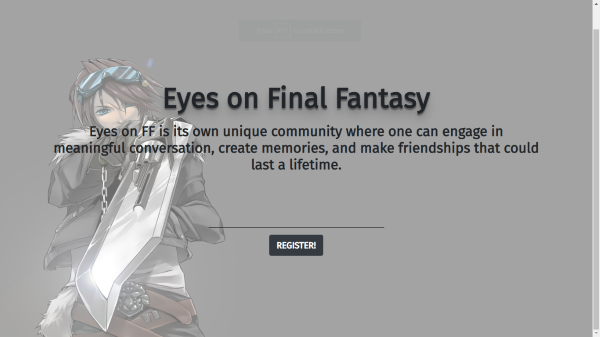 Eyes on Final Fantasy
Eyes on FF is its own unique community where one can engage in
meaningful conversation, create memories, and make friendships that could
last a lifetime.
REGISTER!